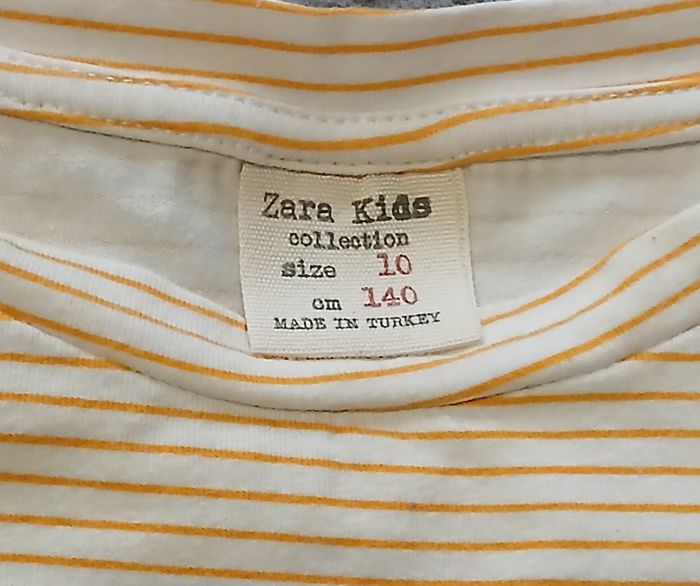 Zara Kids
collection
size 10
cm 140
MADE IN TURKEY